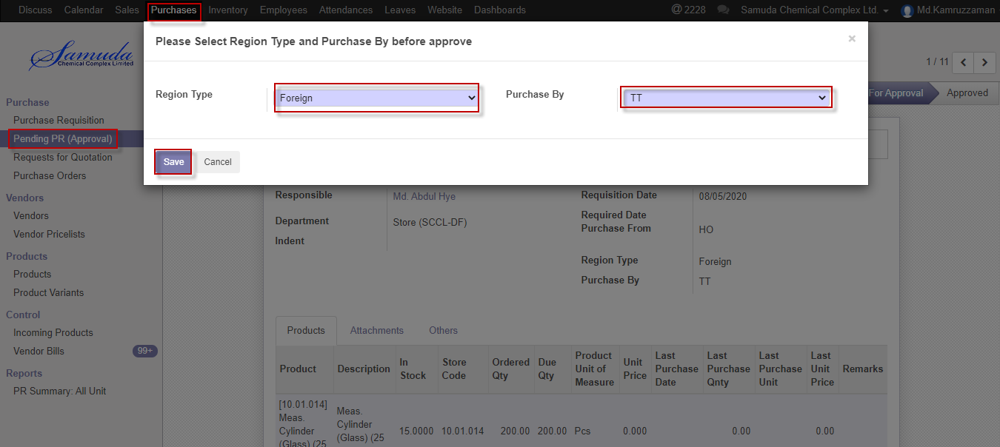 Discuss Calendar Sales Purchases Inventory Employees Attendances Leaves Website Dashboards @ 2228 Samuda Chemical Complex Ltd. Md.Kamruzzaman
Samuda
Chemical Complex Limited
Please Select Region Type and Purchase By before approve ×
1 / 11
Region Type Foreign Purchase By TT
For Approval Approved
Save Cancel
Purchase
Purchase Requisition
Pending PR (Approval)
Requests for Quotation
Purchase Orders
Vendors
Vendors
Vendor Pricelists
Products
Products
Product Variants
Control
Incoming Products
Vendor Bills 99+
Reports
PR Summary: All Unit
Responsible Md. Abdul Hye
Department Store (SCCL-DF)
Indent
Requisition Date 08/05/2020
Required Date
Purchase From HO
Region Type Foreign
Purchase By TT
Products Attachments Others
Product Description In Stock Store Code Ordered Qty Due Qty Product Unit of Measure Unit Price Last Purchase Date Last Purchase Qnty Last Purchase Unit Last Unit Price Remarks
[10.01.014] Meas. Cylinder (Glass) (25 Meas. Cylinder (Glass) (25 15.0000 10.01.014 200.00 200.00 Pcs 0.000 0.00 0.00